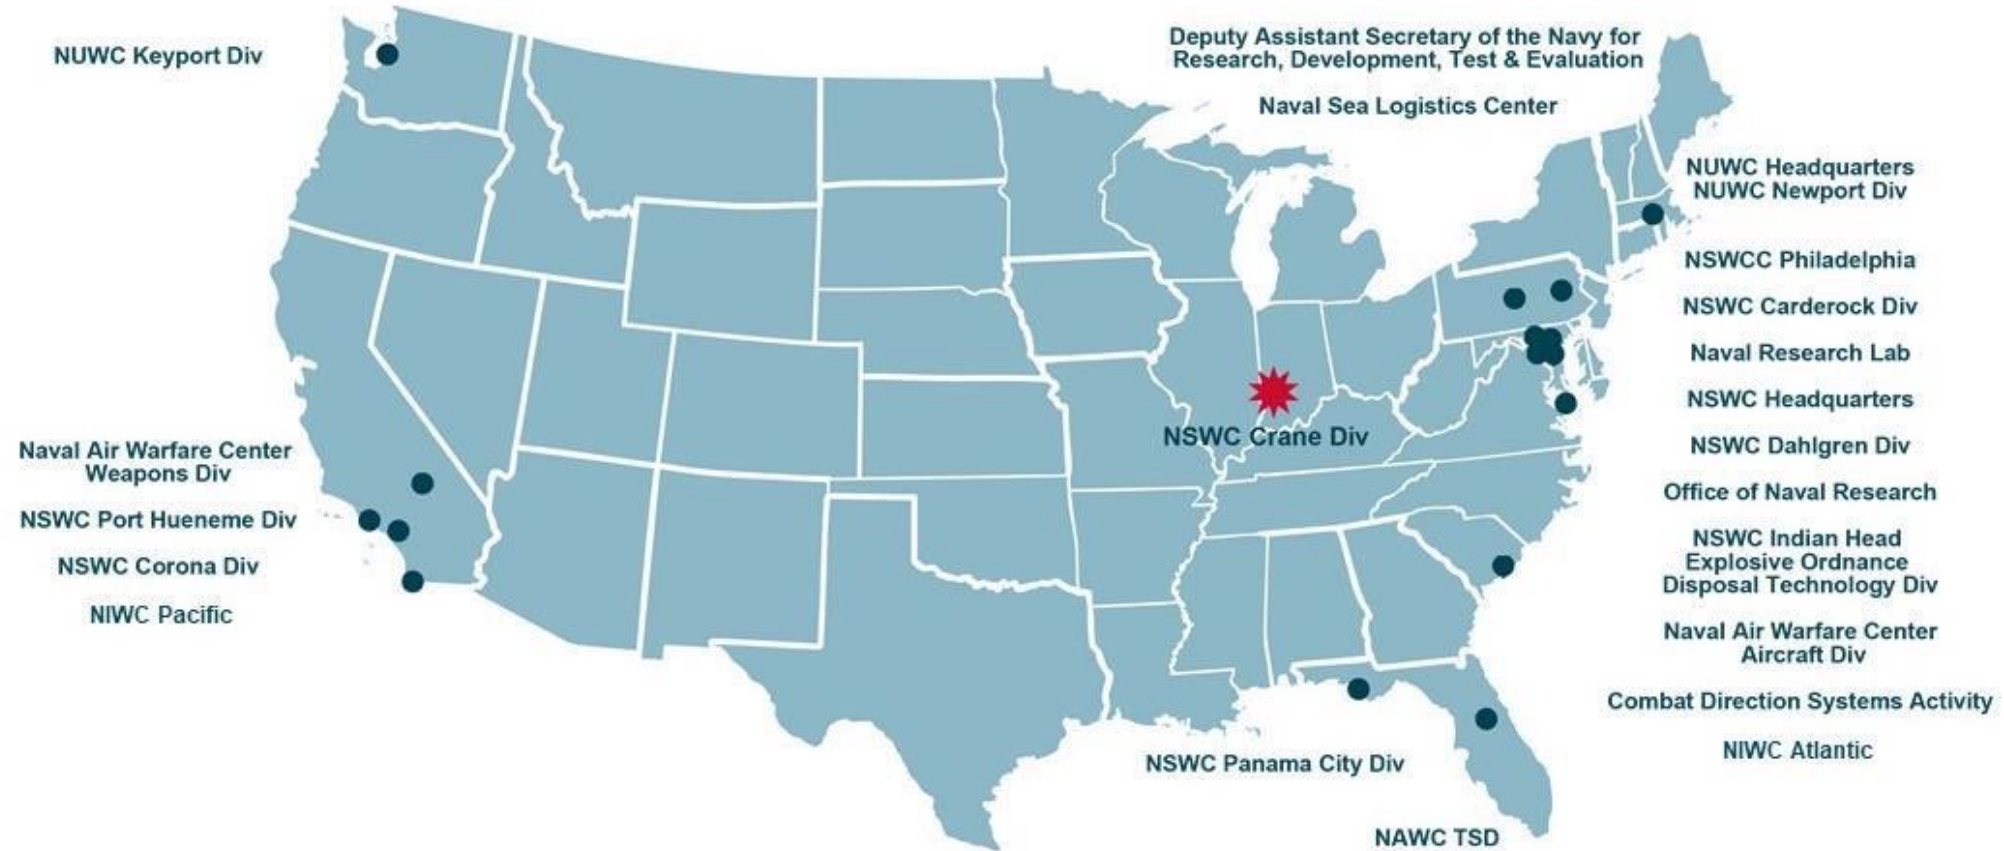 NUWC Keyport Div
Deputy Assistant Secretary of the Navy for
Research, Development, Test & Evaluation
Naval Sea Logistics Center
NUWC Headquarters
NUWC Newport Div
NSWCC Philadelphia
NSWC Carderock Div
Naval Research Lab
NSWC Headquarters
NSWC Dahlgren Div
Office of Naval Research
NSWC Indian Head
Explosive Ordnance
Disposal Technology Div
Naval Air Warfare Center
Aircraft Div
Combat Direction Systems Activity
NIWC Atlantic
NSWC Crane Div
Naval Air Warfare Center
Weapons Div
NSWC Port Hueneme Div
NSWC Corona Div
NIWC Pacific
NSWC Panama City Div
NAWC TSD